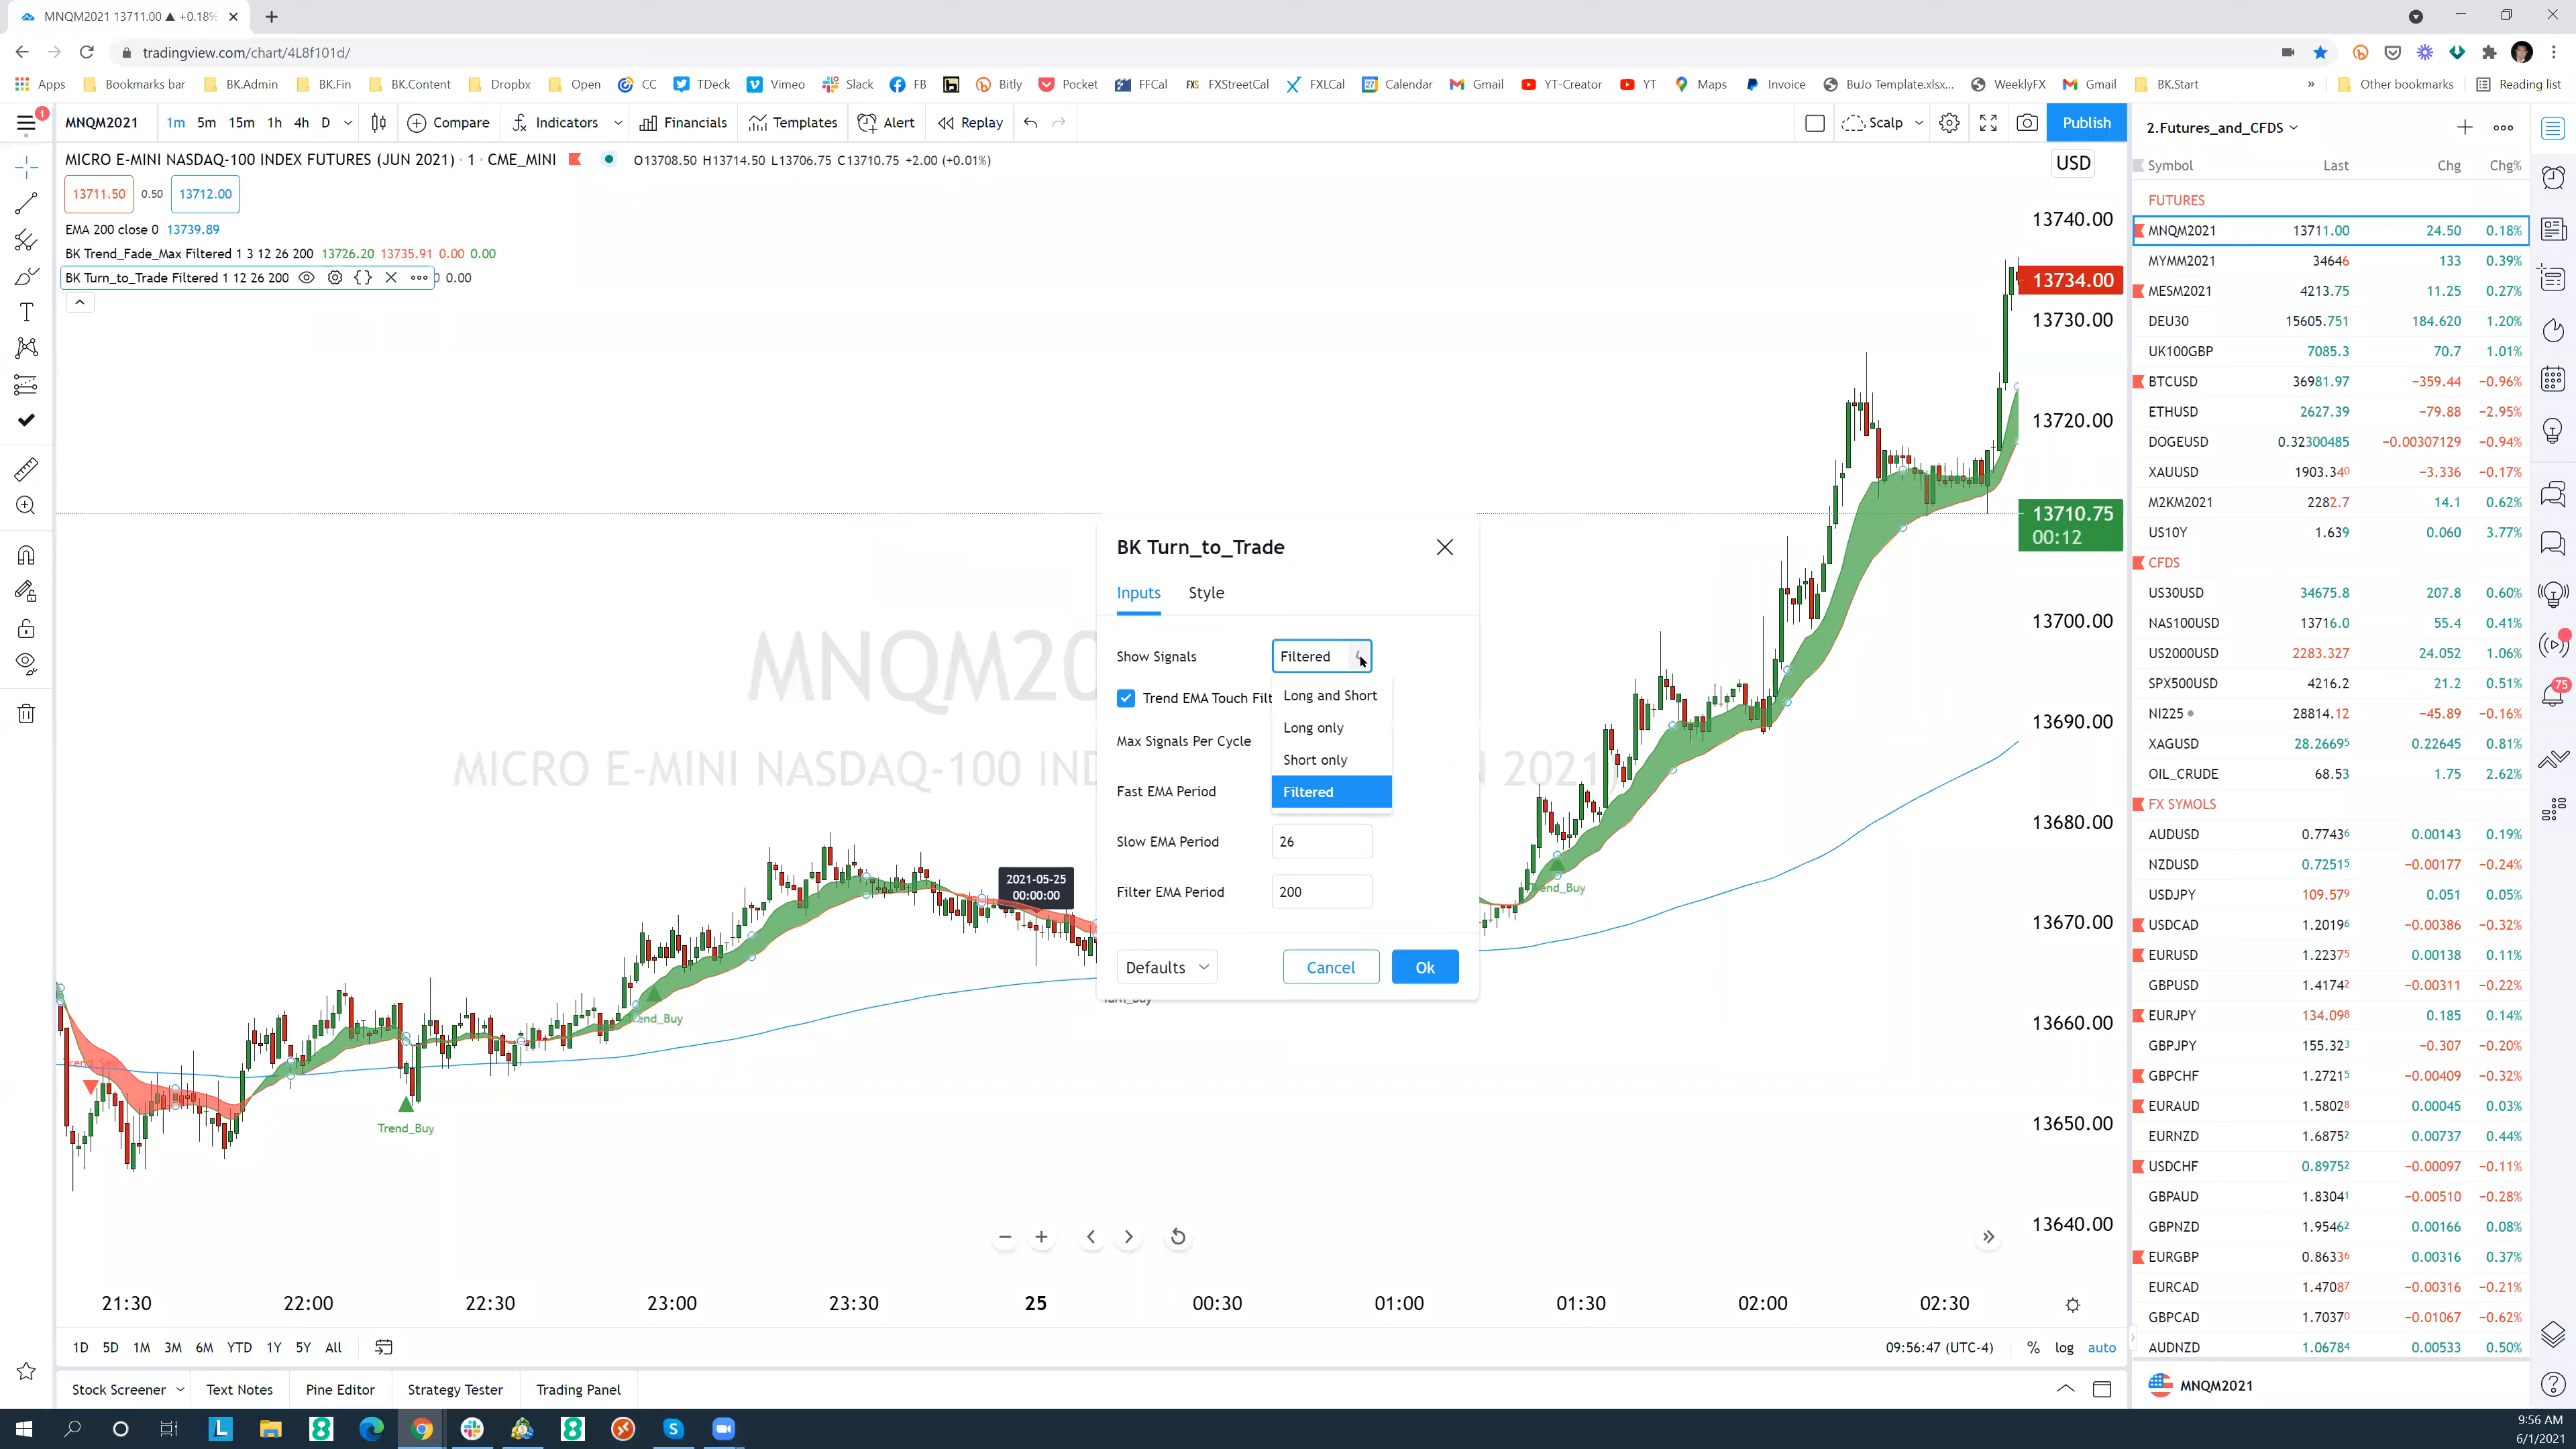 MNQM2021 13711.00 ▲ +0.18%
tradingview.com/chart/4L8f101d/
Apps Bookmarks bar BK.Admin BK.Fin BK.Content Dropbx Open CC TDeck Vimeo Slack FB Bitly Pocket FFCal FXStreetCal FXLCal Calendar Gmail YT-Creator YT Maps Invoice BuJo Template.xlsx... WeeklyFX Gmail BK.Start » Other bookmarks Reading list
1 MNQM2021 1m 5m 15m 1h 4h D Compare Indicators Financials Templates Alert Replay Scalp Publish
MICRO E-MINI NASDAQ-100 INDEX FUTURES (JUN 2021) · 1 · CME_MINI O13708.50 H13714.50 L13706.75 C13710.75 +2.00 (+0.01%)
USD
13711.50 0.50 13712.00
EMA 200 close 0 13739.89
BK Trend_Fade_Max Filtered 1 3 12 26 200 13726.20 13735.91 0.00 0.00
BK Turn_to_Trade Filtered 1 12 26 200 0.00
13740.00
13734.00
13730.00
13720.00
13710.75
00:12
13700.00
13690.00
13680.00
13670.00
13660.00
13650.00
13640.00
MICRO E-MINI NASDAQ-100
BK Turn_to_Trade
Inputs Style
Show Signals Filtered
Long and Short
Trend EMA Touch Filt
Long only
Max Signals Per Cycle
Short only
Fast EMA Period
Filtered
Slow EMA Period 26
Filter EMA Period 200
Defaults Cancel Ok
2021-05-25
00:00:00
Trend_Buy
21:30 22:00 22:30 23:00 23:30 25 00:30 01:00 01:30 02:00 02:30
1D 5D 1M 3M 6M YTD 1Y 5Y All 09:56:47 (UTC-4) % log auto
Stock Screener Text Notes Pine Editor Strategy Tester Trading Panel
2.Futures_and_CFDS
Symbol Last Chg Chg%
FUTURES
MNQM2021 13711.00 24.50 0.18%
MYMM2021 34646 133 0.39%
MESM2021 4213.75 11.25 0.27%
DEU30 15605.751 184.620 1.20%
UK100GBP 7085.3 70.7 1.01%
BTCUSD 36981.97 −359.44 −0.96%
ETHUSD 2627.39 −79.88 −2.95%
DOGEUSD 0.32300485 −0.00307129 −0.94%
XAUUSD 1903.340 −3.336 −0.17%
M2KM2021 2282.7 14.1 0.62%
US10Y 1.639 0.060 3.77%
CFDS
US30USD 34675.8 207.8 0.60%
NAS100USD 13716.0 55.4 0.41%
US2000USD 2283.327 24.052 1.06%
SPX500USD 4216.2 21.2 0.51%
NI225 28814.12 −45.89 −0.16%
XAGUSD 28.26695 0.22645 0.81%
OIL_CRUDE 68.53 1.75 2.62%
FX SYMOLS
AUDUSD 0.77436 0.00143 0.19%
NZDUSD 0.72515 −0.00177 −0.24%
USDJPY 109.579 0.051 0.05%
USDCAD 1.20196 −0.00386 −0.32%
EURUSD 1.22375 0.00138 0.11%
GBPUSD 1.41742 −0.00311 −0.22%
EURJPY 134.098 0.185 0.14%
GBPJPY 155.323 −0.307 −0.20%
GBPCHF 1.27215 −0.00409 −0.32%
EURAUD 1.58028 0.00045 0.03%
EURNZD 1.68752 0.00737 0.44%
USDCHF 0.89752 −0.00097 −0.11%
GBPAUD 1.83041 −0.00510 −0.28%
GBPNZD 1.95462 0.00166 0.08%
EURGBP 0.86336 0.00316 0.37%
EURCAD 1.47087 −0.00316 −0.21%
GBPCAD 1.70370 −0.01067 −0.62%
AUDNZD 1.06784 0.00533 0.50%
MNQM2021
75
9:56 AM
6/1/2021